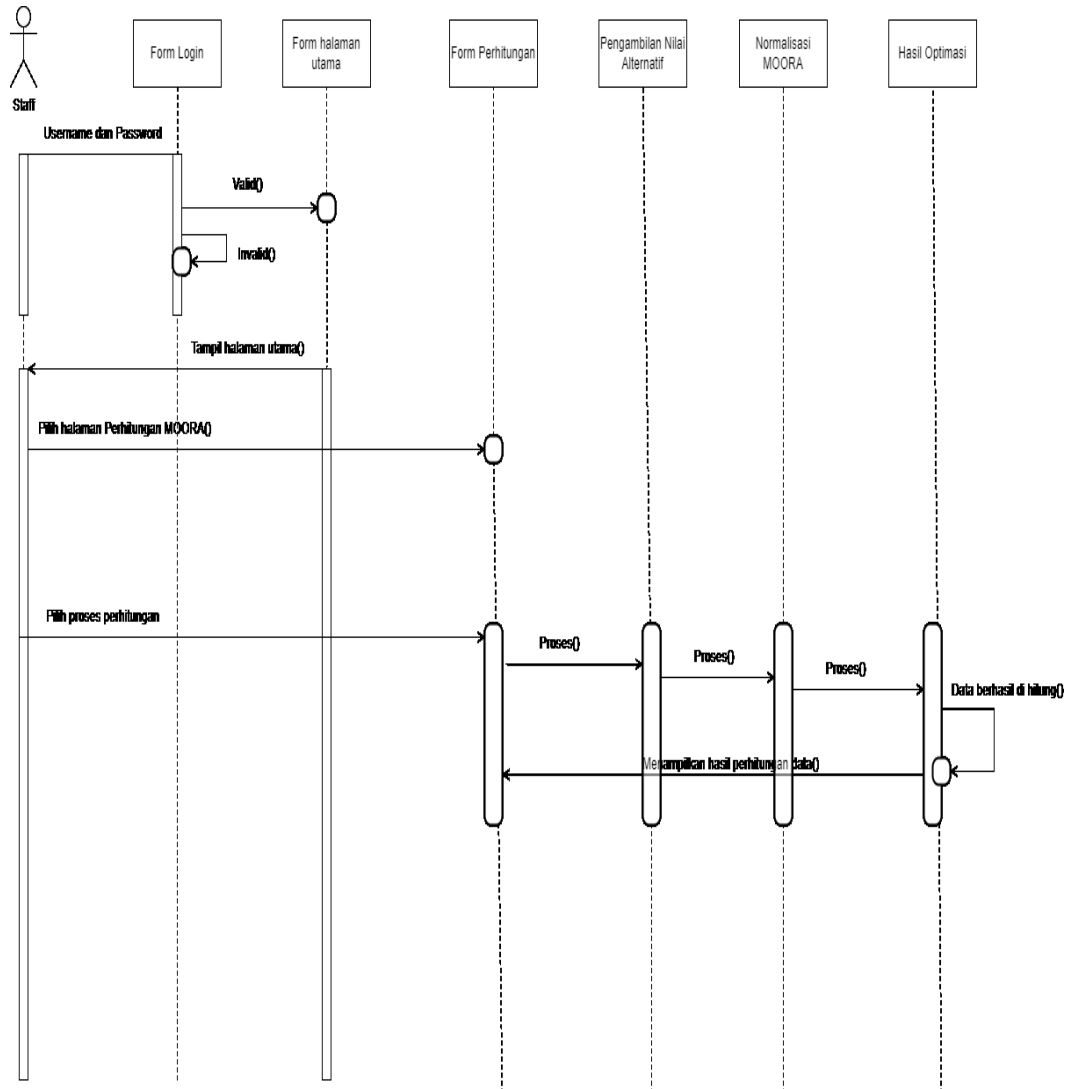 Form Login
Form halaman
utama
Form Perhitungan
Pengambilan Nilai
Alternatif
Normalisasi
MOORA
Hasil Optimasi
Staff
Username dan Password
Valid()
Invalid()
Tampil halaman utama()
Pilih halaman Perhitungan MOORA()
Pilih proses perhitungan
Proses()
Proses()
Proses()
Data berhasil di hitung()
Menampilkan hasil perhitungan data()